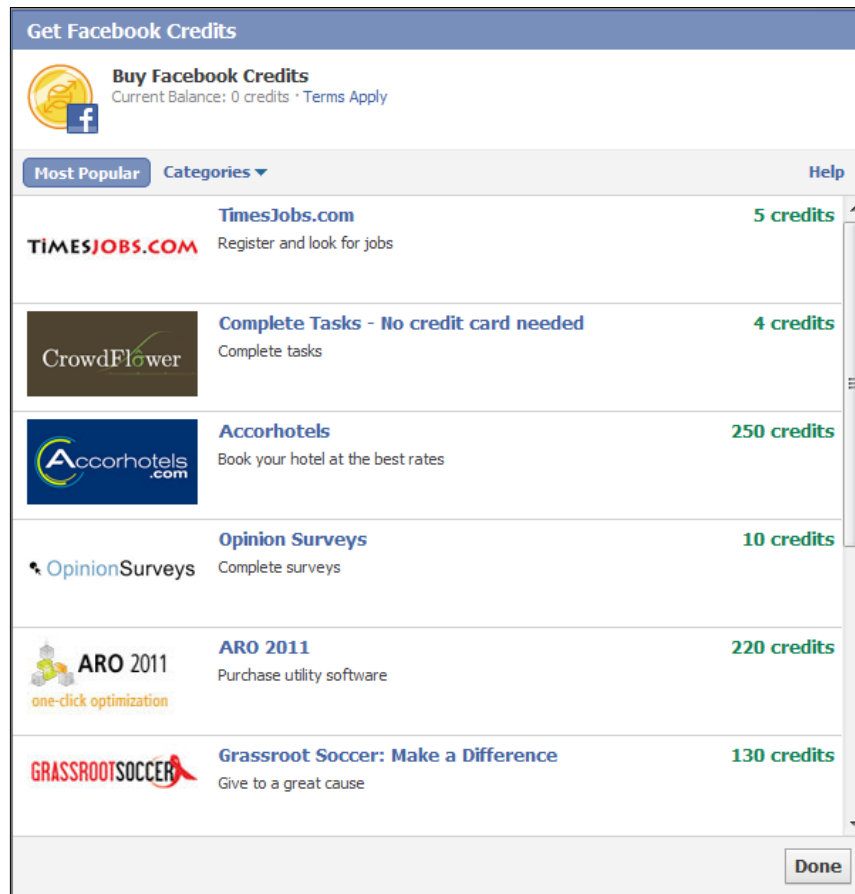 Get Facebook Credits
Buy Facebook Credits
Current Balance: 0 credits · Terms Apply
Most Popular Categories Help
TIMESJOBS.COM
TimesJobs.com 5 credits
Register and look for jobs
CrowdFlower
Complete Tasks - No credit card needed 4 credits
Complete tasks
Accorhotels
.com
Accorhotels 250 credits
Book your hotel at the best rates
OpinionSurveys
Opinion Surveys 10 credits
Complete surveys
ARO 2011
one-click optimization
ARO 2011 220 credits
Purchase utility software
GRASSROOTSOCCER
Grassroot Soccer: Make a Difference 130 credits
Give to a great cause
Done